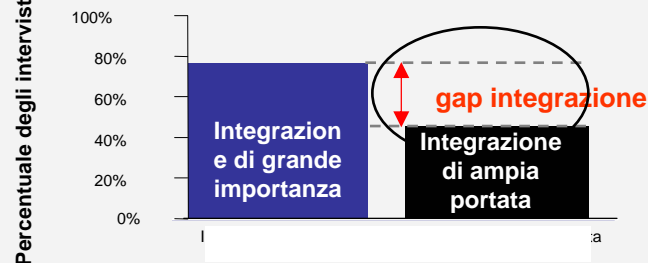 Percentuale degli intervist
100%
80%
60%
40%
20%
0%
Integrazion
e di grande
importanza
gap integrazione
Integrazione
di ampia
portata